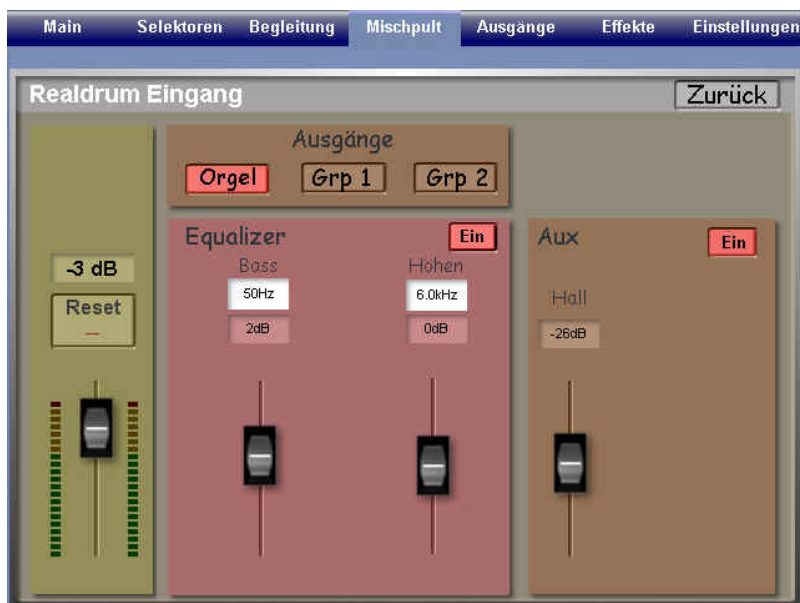 Main Selektoren Begleitung Mischpult Ausgänge Effekte Einstellungen
Realdrum Eingang Zurück
Ausgänge
Orgel Grp 1 Grp 2
-3 dB
Reset
Equalizer Ein
Bass Höhen
50Hz 6.0kHz
2dB 0dB
Aux Ein
Hall
-26dB